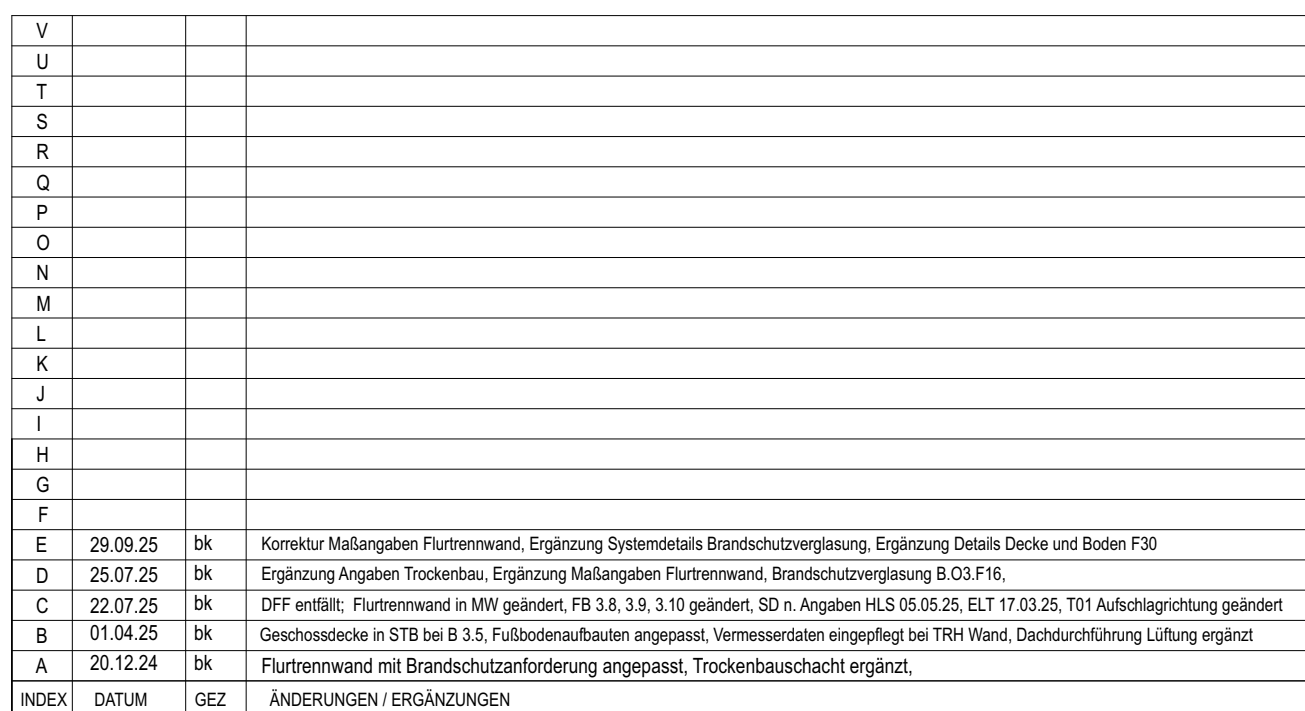 V
U
T
S
R
Q
P
O
N
M
L
K
J
I
H
G
F
E 29.09.25 bk Korrektur Maßangaben Flurtrennwand, Ergänzung Systemdetails Brandschutzverglasung, Ergänzung Details Decke und Boden F30
D 25.07.25 bk Ergänzung Angaben Trockenbau, Ergänzung Maßangaben Flurtrennwand, Brandschutzverglasung B.O3.F16,
C 22.07.25 bk DFF entfällt; Flurtrennwand in MW geändert, FB 3.8, 3.9, 3.10 geändert, SD n. Angaben HLS 05.05.25, ELT 17.03.25, T01 Aufschlagrichtung geändert
B 01.04.25 bk Geschossdecke in STB bei B 3.5, Fußbodenaufbauten angepasst, Vermesserdaten eingepflegt bei TRH Wand, Dachdurchführung Lüftung ergänzt
A 20.12.24 bk Flurtrennwand mit Brandschutzanforderung angepasst, Trockenbauschacht ergänzt,
INDEX DATUM GEZ ÄNDERUNGEN / ERGÄNZUNGEN